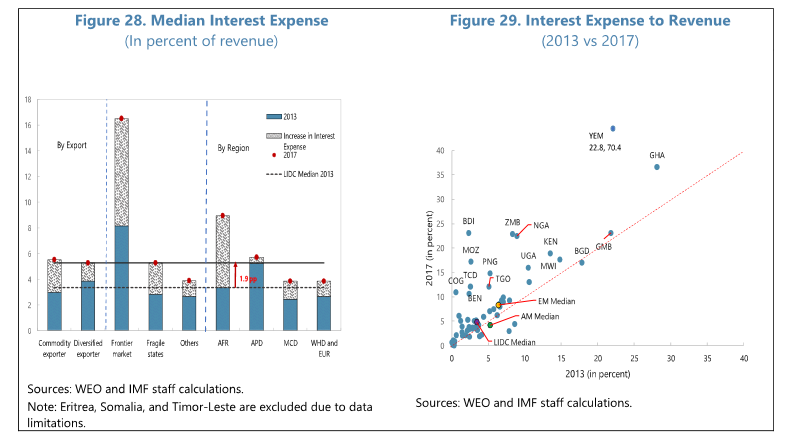 Figure 28. Median Interest Expense
(In percent of revenue)
18
16
14
12
10
8
6
4
2
0
By Export
By Region
2013
Increase in Interest
Expense
2017
LIDC Median 2013
1.9 pp
Commodity
exporter
Diversified
exporter
Frontier
market
Fragile
states
Others
AFR
APD
MCD
WHD and
EUR
Sources: WEO and IMF staff calculations.
Note: Eritrea, Somalia, and Timor-Leste are excluded due to data
limitations.
Figure 29. Interest Expense to Revenue
(2013 vs 2017)
2017 (in percent)
40
35
30
25
20
15
10
5
0
YEM
22.8, 70.4
GHA
BDI
ZMB
NGA
GMB
MOZ
KEN
BGD
MWI
UGA
PNG
TCD
TGO
COG
BEN
EM Median
AM Median
LIDC Median
0
5
10
15
20
25
30
35
40
2013 (in percent)
Sources: WEO and IMF staff calculations.